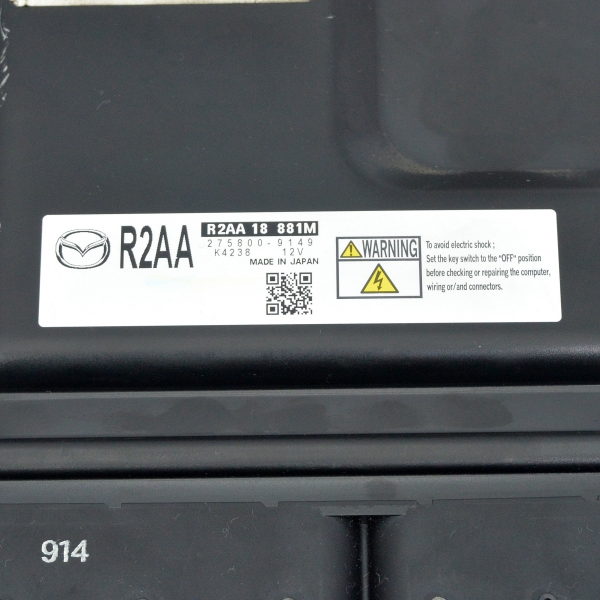 R2AA
R2AA 18 881M
275800-9149
K4238 12V
MADE IN JAPAN
WARNING
To avoid electric shock ;
Set the key switch to the "OFF" position
before checking or repairing the computer,
wiring or/and connectors.
914